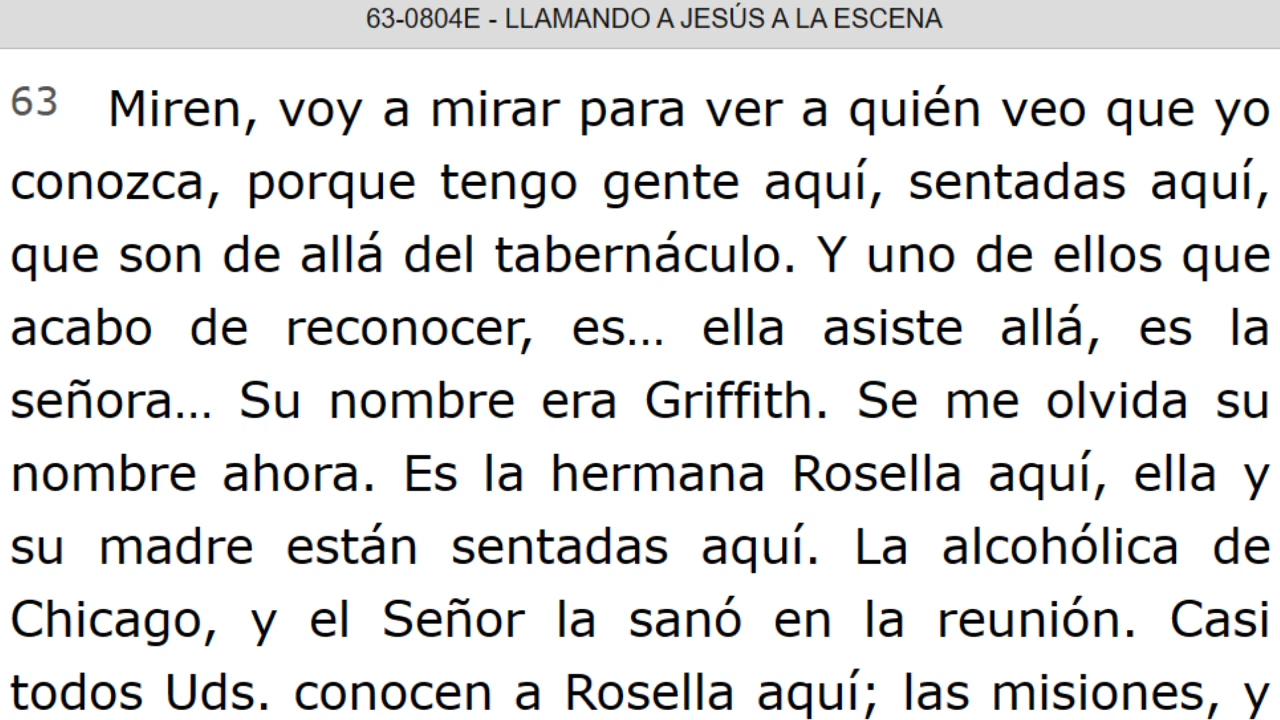 63-0804E - LLAMANDO A JESÚS A LA ESCENA
63 Miren, voy a mirar para ver a quién veo que yo
conozca, porque tengo gente aquí, sentadas aquí,
que son de allá del tabernáculo. Y uno de ellos que
acabo de reconocer, es... ella asiste allá, es la
señora... Su nombre era Griffith. Se me olvida su
nombre ahora. Es la hermana Rosella aquí, ella y
su madre están sentadas aquí. La alcohólica de
Chicago, y el Señor la sanó en la reunión. Casi
todos Uds. conocen a Rosella aquí; las misiones, y